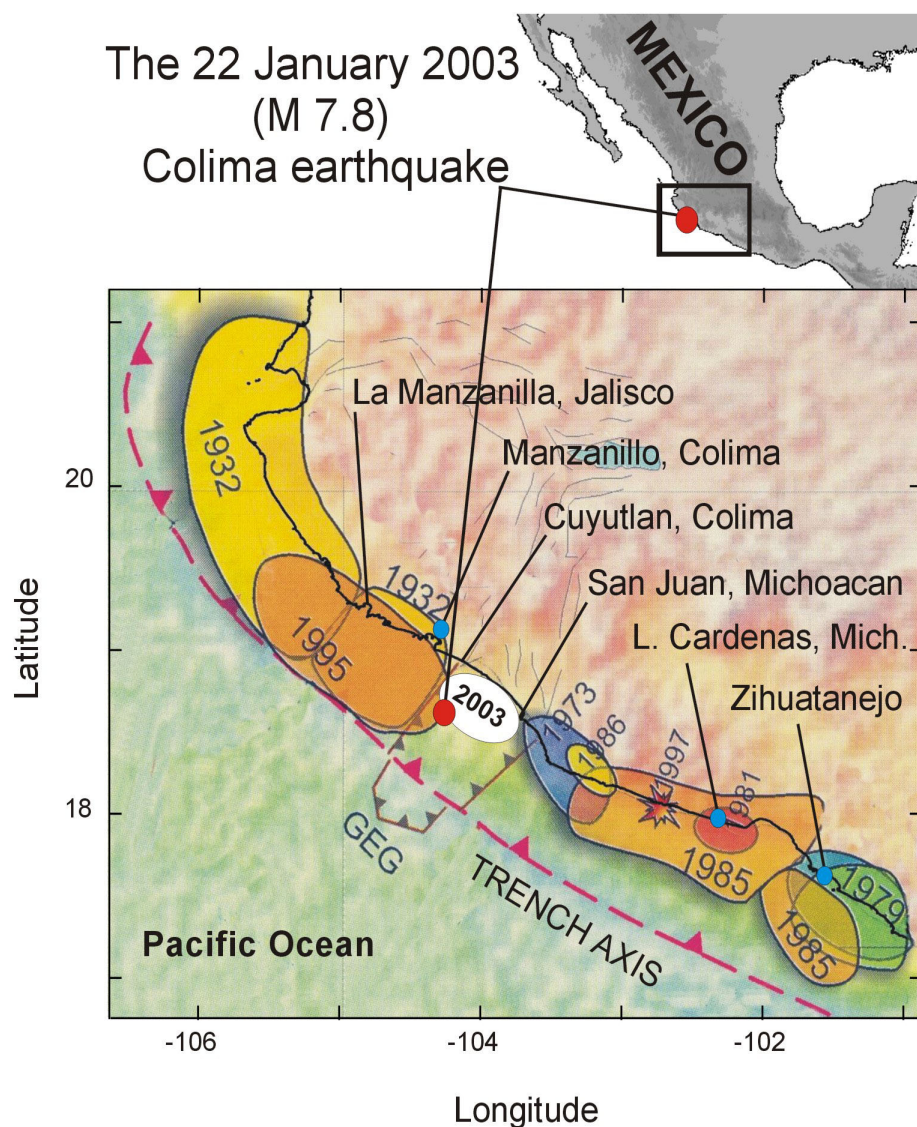 The 22 January 2003
(M 7.8)
Colima earthquake
MEXICO
La Manzanilla, Jalisco
Manzanillo, Colima
Cuyutlan, Colima
San Juan, Michoacan
L. Cardenas, Mich.
Zihuatanejo
1932
1932
1995
2003
1973
1986
1997
1981
1985
1985
1979
GEG
TRENCH AXIS
Pacific Ocean
Latitude
20
18
-106
-104
-102
Longitude